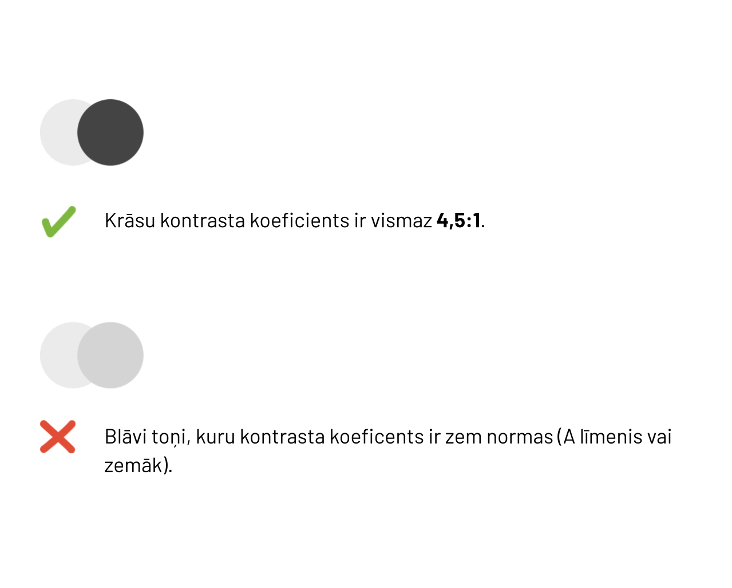 Krāsu kontrasta koeficients ir vismaz 4,5:1.
Blāvi toņi, kuru kontrasta koeficents ir zem normas (A līmenis vai
zemāk).